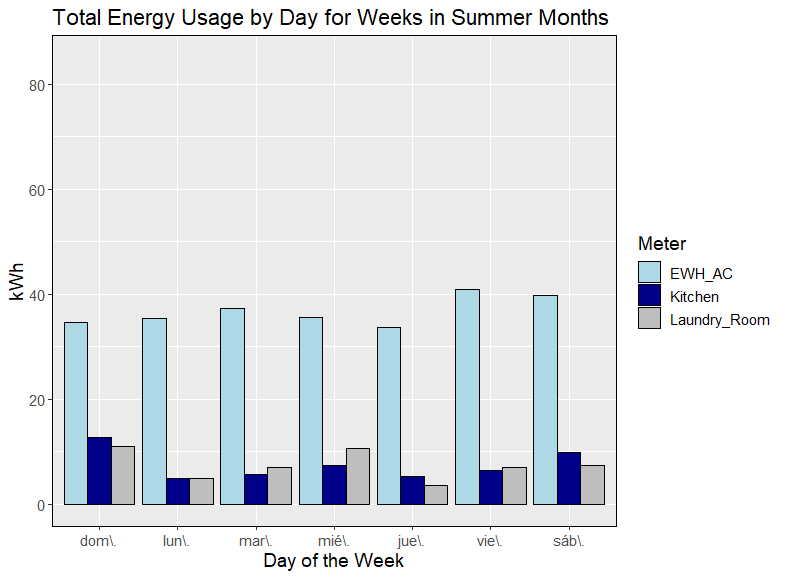 Total Energy Usage by Day for Weeks in Summer Months
80
60
40
20
0
kWh
dom\. lun\. mar\. mié\. jue\. vie\. sáb\.
Day of the Week
Meter
EWH_AC
Kitchen
Laundry_Room